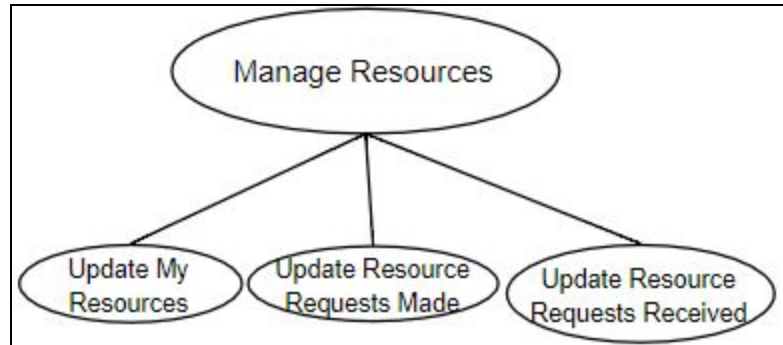 Manage Resources
Update My
Resources
Update Resource
Requests Made
Update Resource
Requests Received